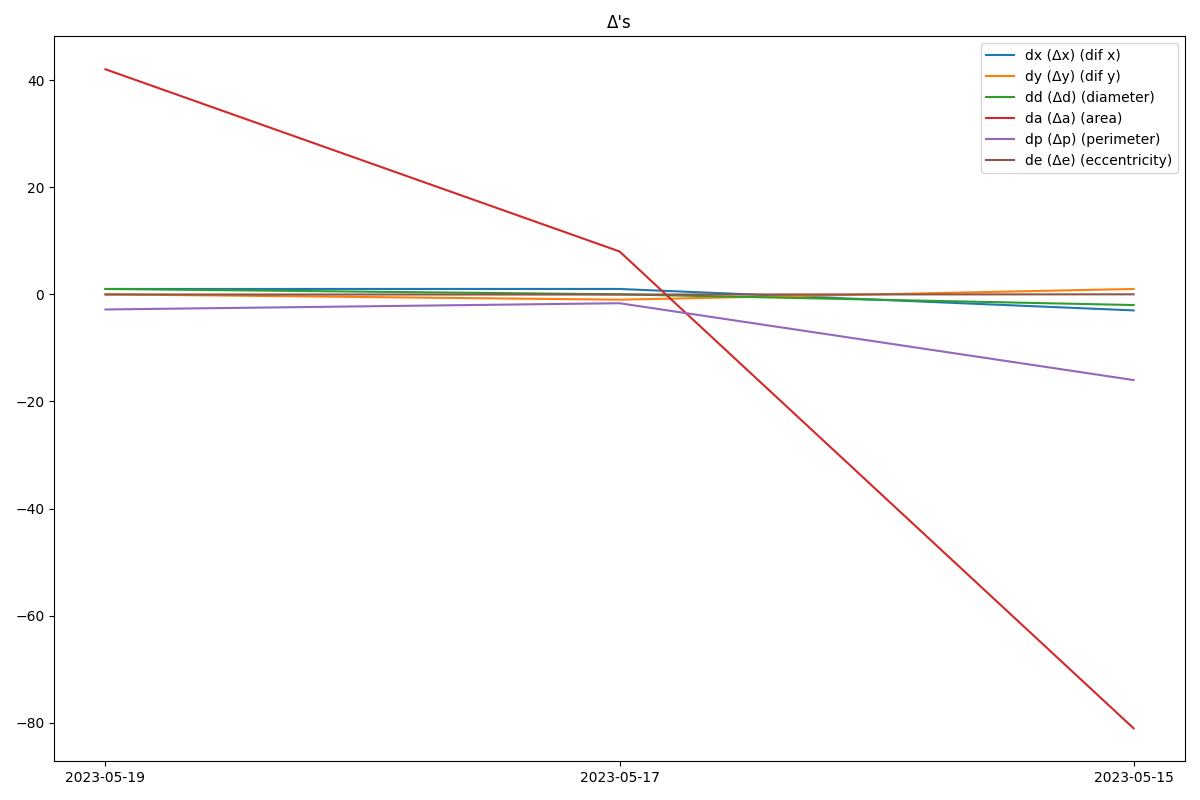 Δ's
dx (Δx) (dif x)
dy (Δy) (dif y)
dd (Δd) (diameter)
da (Δa) (area)
dp (Δp) (perimeter)
de (Δe) (eccentricity)
40
20
0
−20
−40
−60
−80
2023-05-19 2023-05-17 2023-05-15